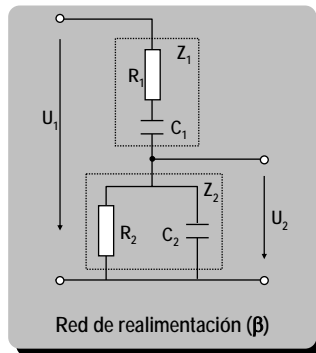 Z₁
R₁
U₁
C₁
Z₂
R₂
C₂
U₂
Red de realimentación (β)